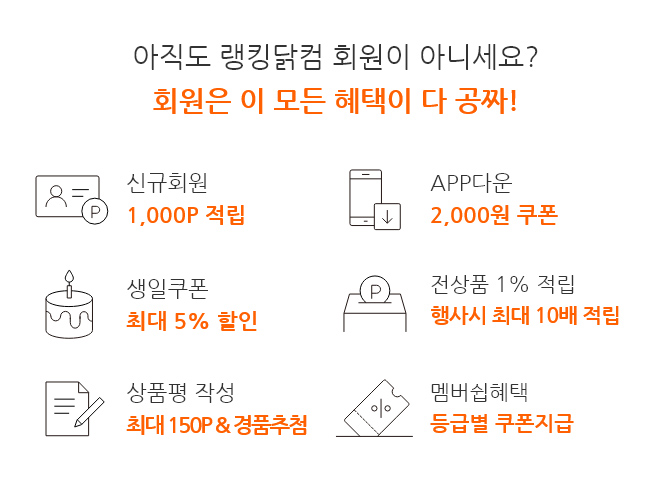 아직도 랭킹닭컴 회원이 아니세요?
회원은 이 모든 혜택이 다 공짜!
신규회원
1,000P 적립
P
APP다운
2,000원 쿠폰
생일쿠폰
최대 5% 할인
P
전상품 1% 적립
행사시 최대 10배 적립
상품평 작성
최대 150P & 경품추첨
%
멤버쉽혜택
등급별 쿠폰지급